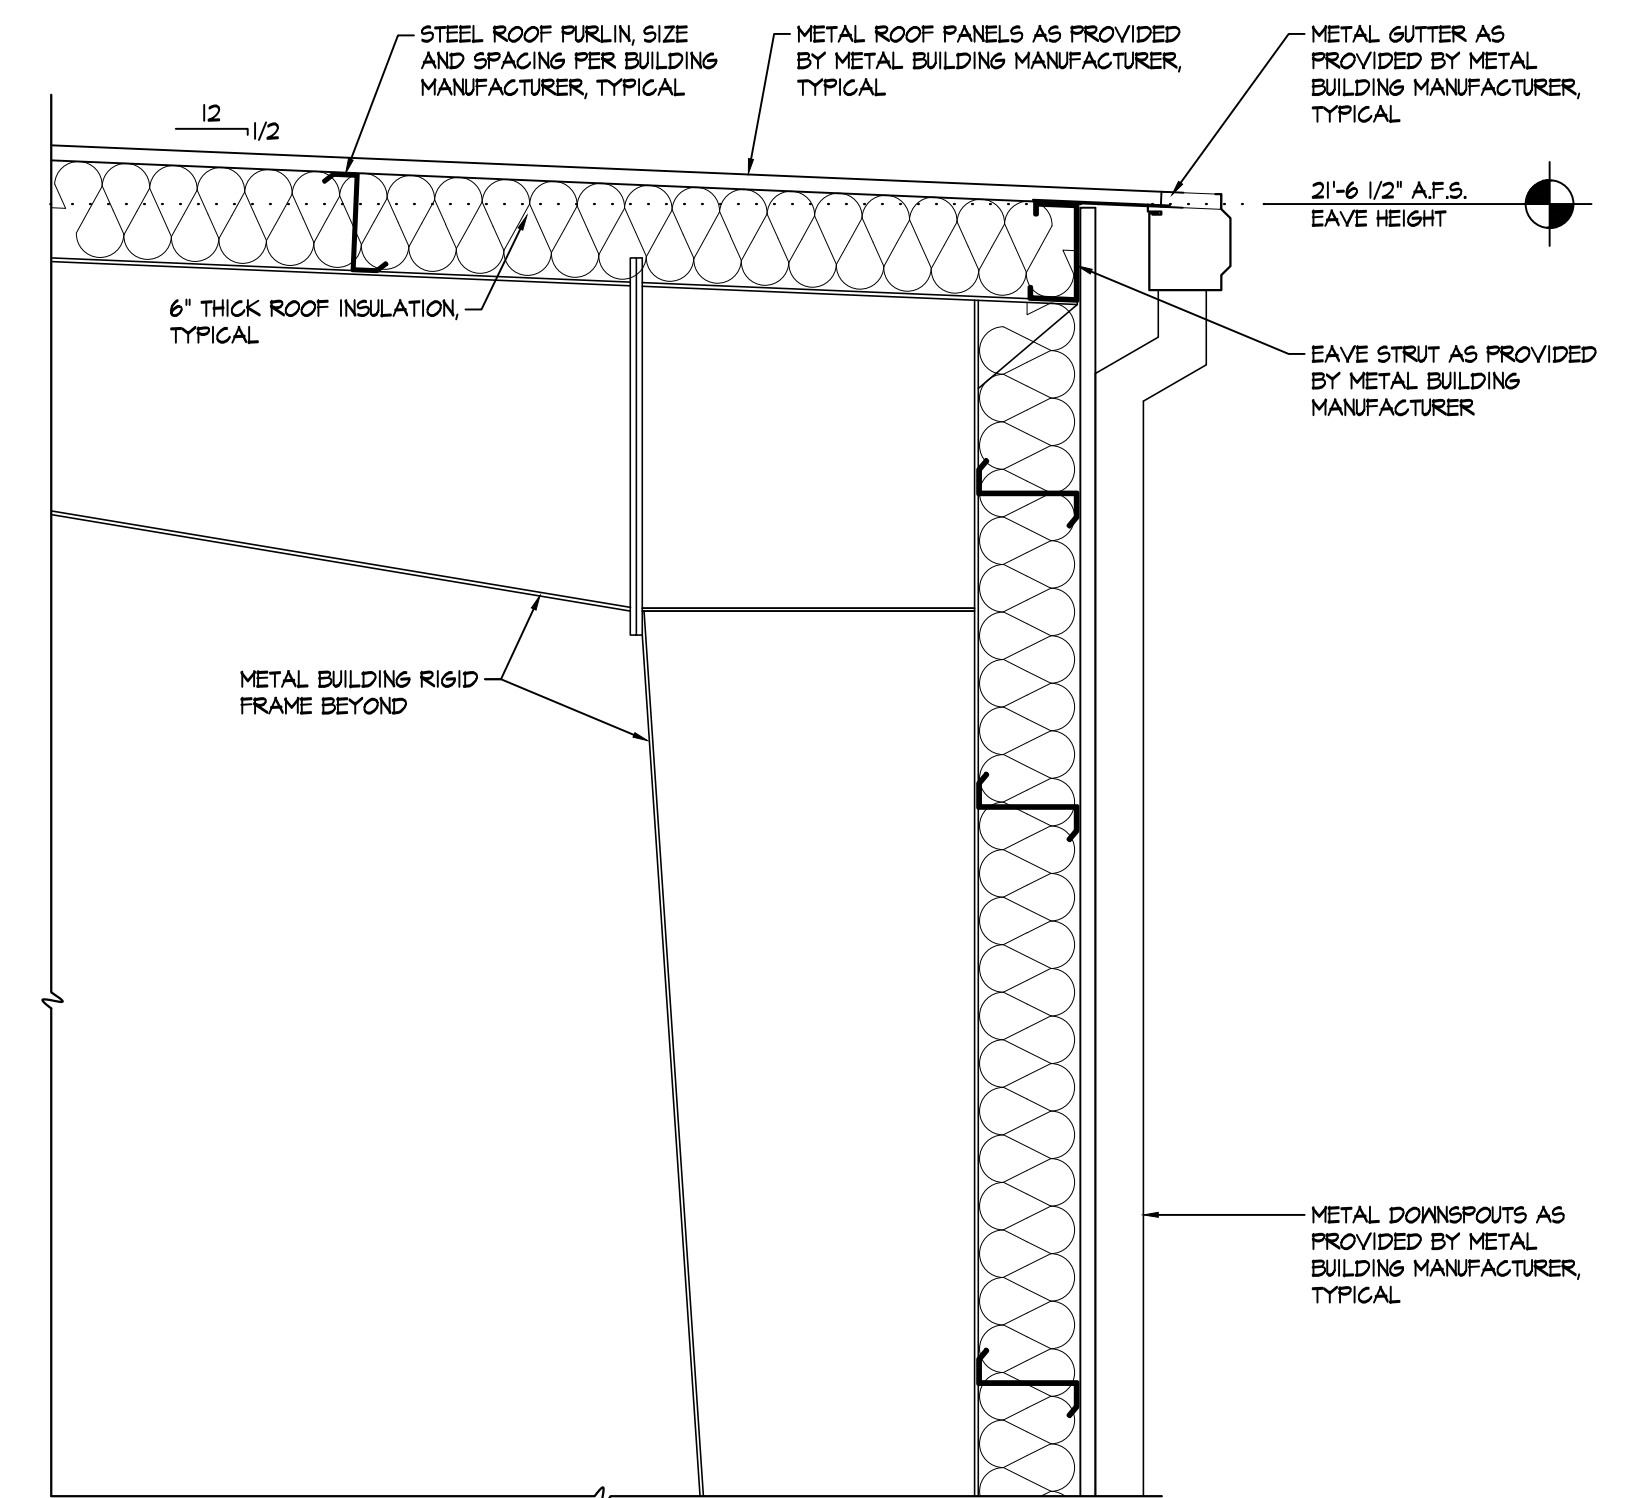 STEEL ROOF PURLIN, SIZE
AND SPACING PER BUILDING
MANUFACTURER, TYPICAL
METAL ROOF PANELS AS PROVIDED
BY METAL BUILDING MANUFACTURER,
TYPICAL
METAL GUTTER AS
PROVIDED BY METAL
BUILDING MANUFACTURER,
TYPICAL
12
1/2
21'-6 1/2" A.F.S.
EAVE HEIGHT
6" THICK ROOF INSULATION,
TYPICAL
EAVE STRUT AS PROVIDED
BY METAL BUILDING
MANUFACTURER
METAL BUILDING RIGID
FRAME BEYOND
METAL DOWNSPOUTS AS
PROVIDED BY METAL
BUILDING MANUFACTURER,
TYPICAL